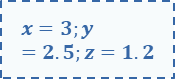 x = 3; y
= 2.5; z = 1.2